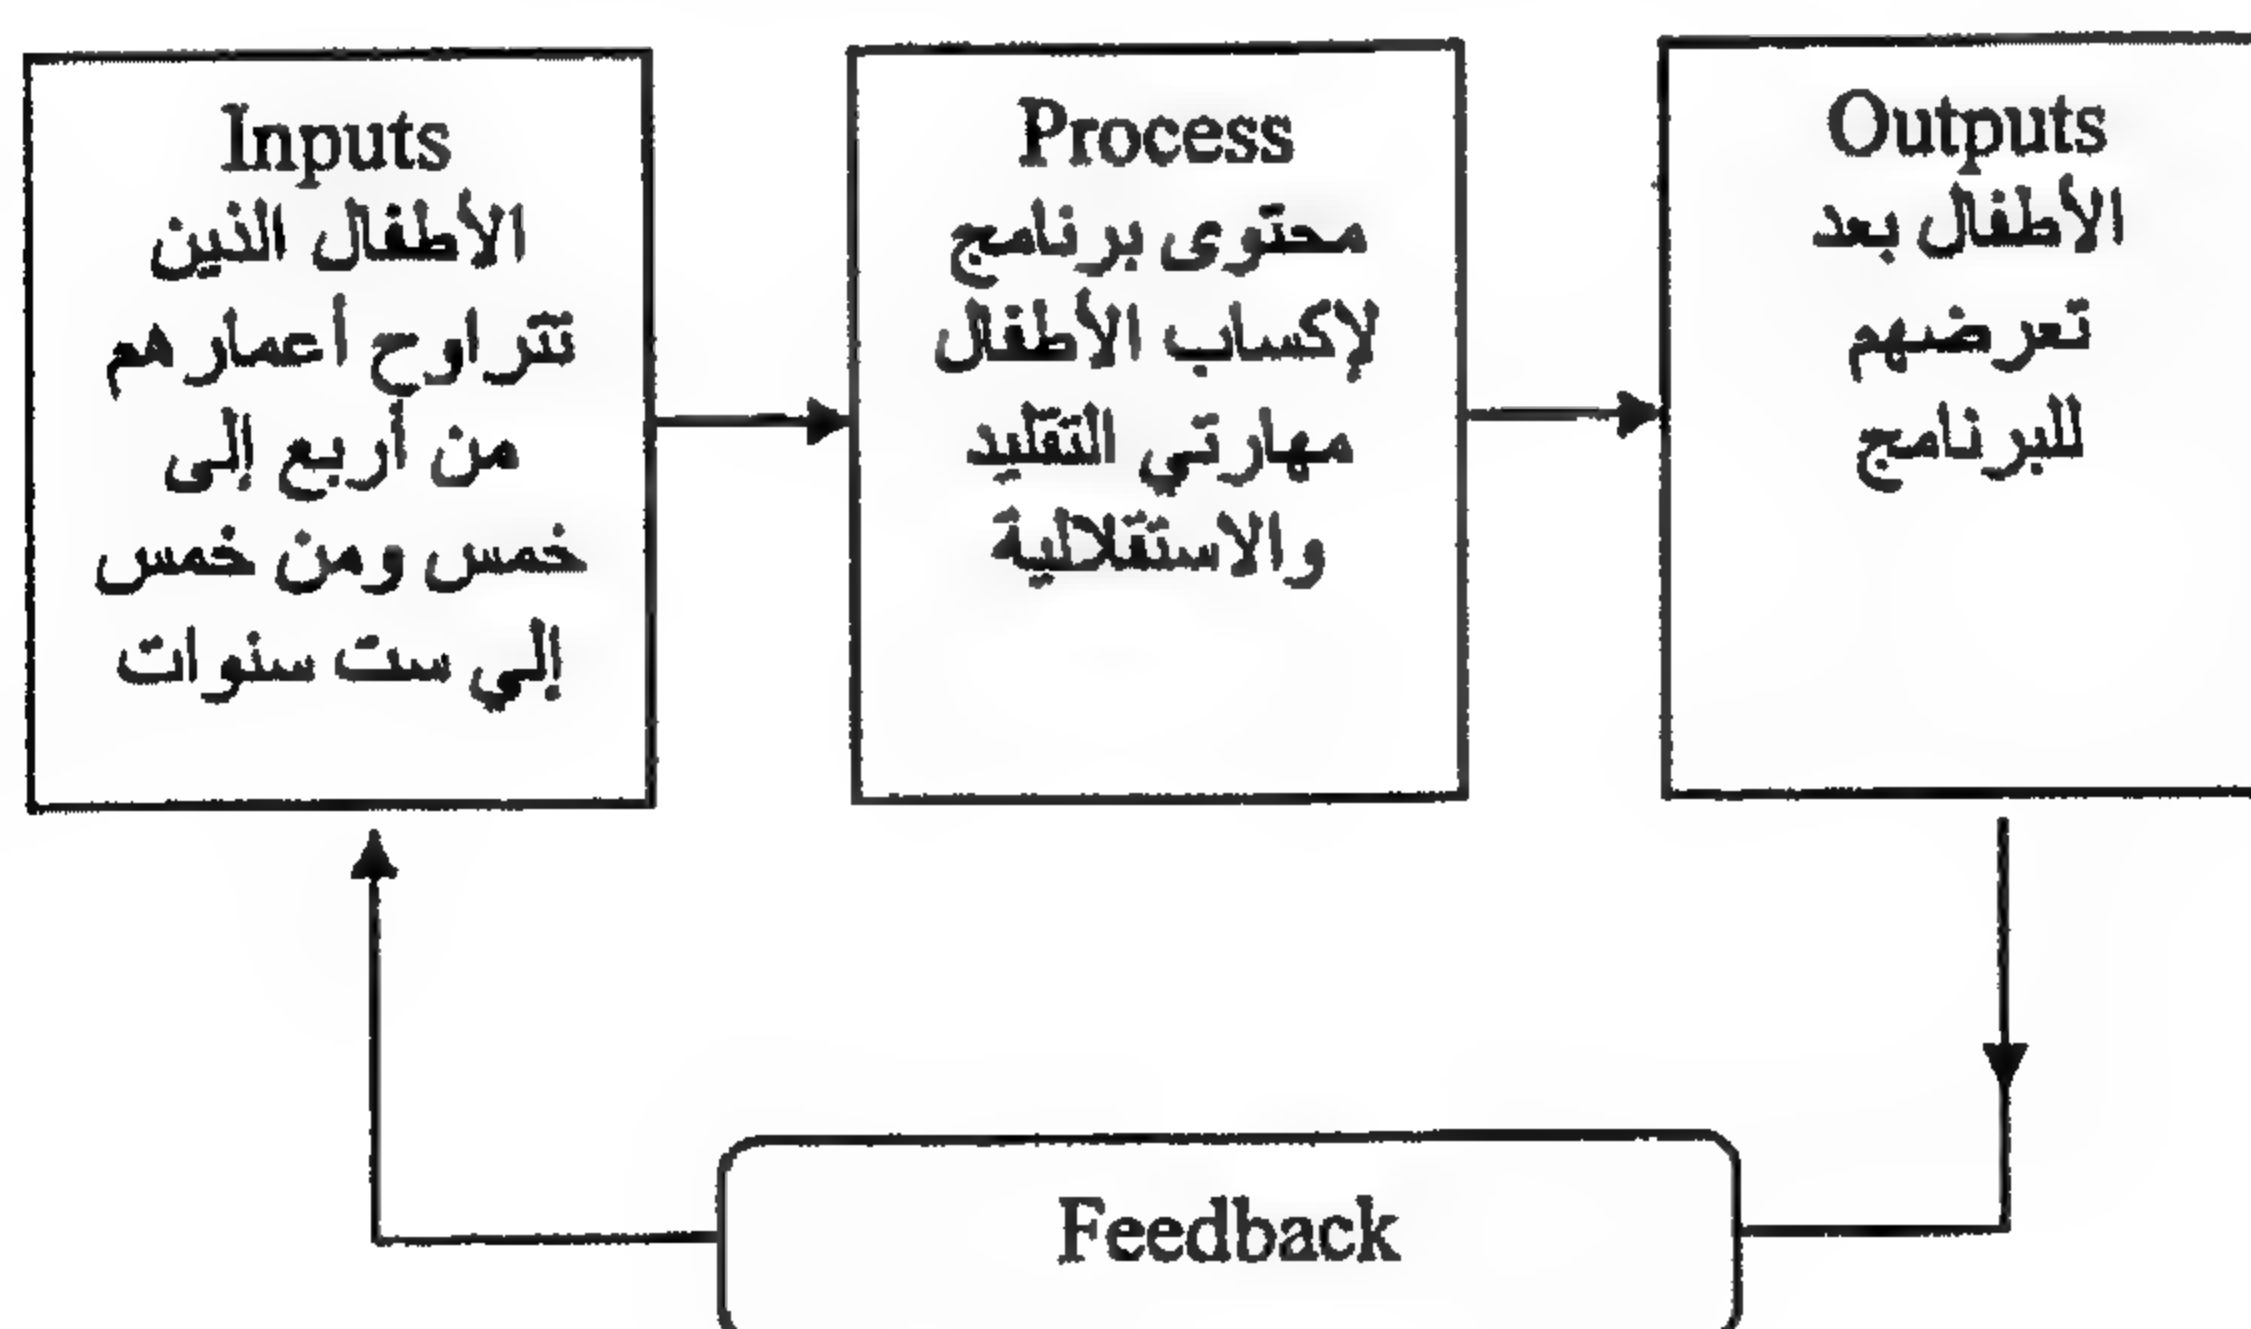 Inputs
الأطفال الذين
تتراوح أعمارهم
من أربع إلى
خمس ومن خمس
إلي ست سنوات
Process
محتوى برنامج
لإكساب الأطفال
مهارتي التقليد
والاستقلالية
Outputs
الأطفال بعد
تعرضهم
للبرنامج
Feedback